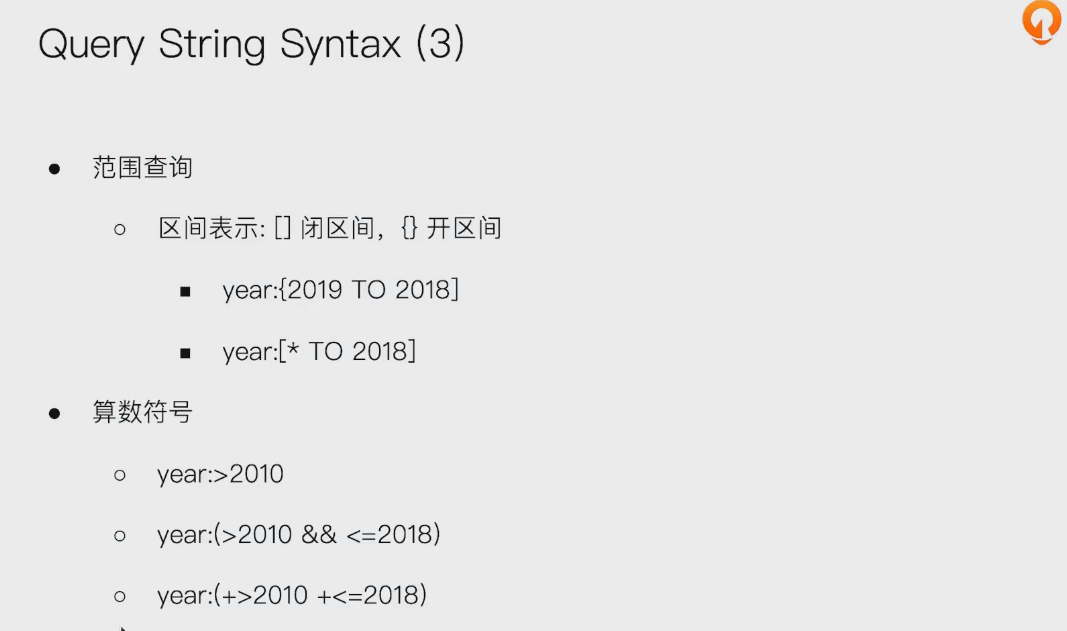 Query String Syntax (3)
范围查询
区间表示: [] 闭区间，{} 开区间
year:{2019 TO 2018]
year:[* TO 2018]
算数符号
year:>2010
year:(>2010 && <=2018)
year:(+>2010 +<=2018)